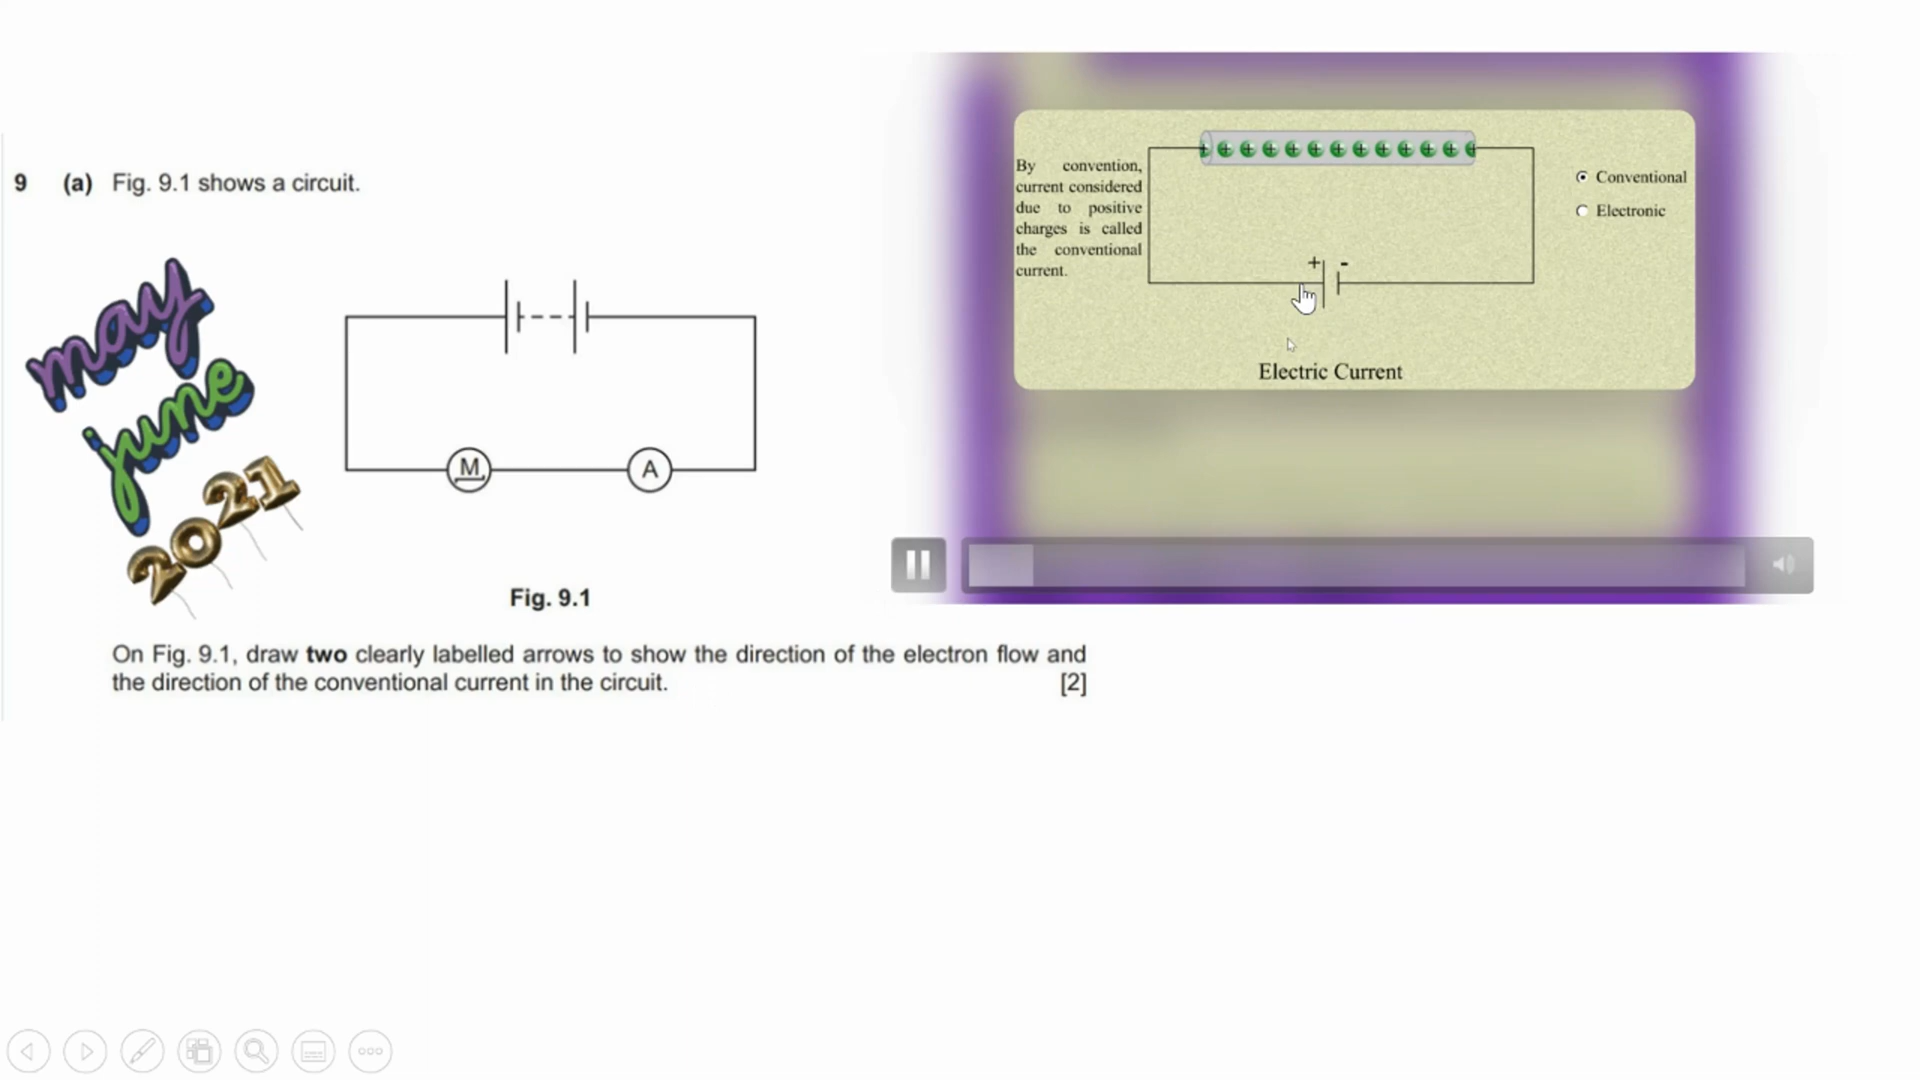 9 (a) Fig. 9.1 shows a circuit.
may
june
2021
M
A
Fig. 9.1
On Fig. 9.1, draw two clearly labelled arrows to show the direction of the electron flow and
the direction of the conventional current in the circuit. [2]
By convention,
current considered
due to positive
charges is called
the conventional
current.
+ -
Conventional
Electronic
Electric Current